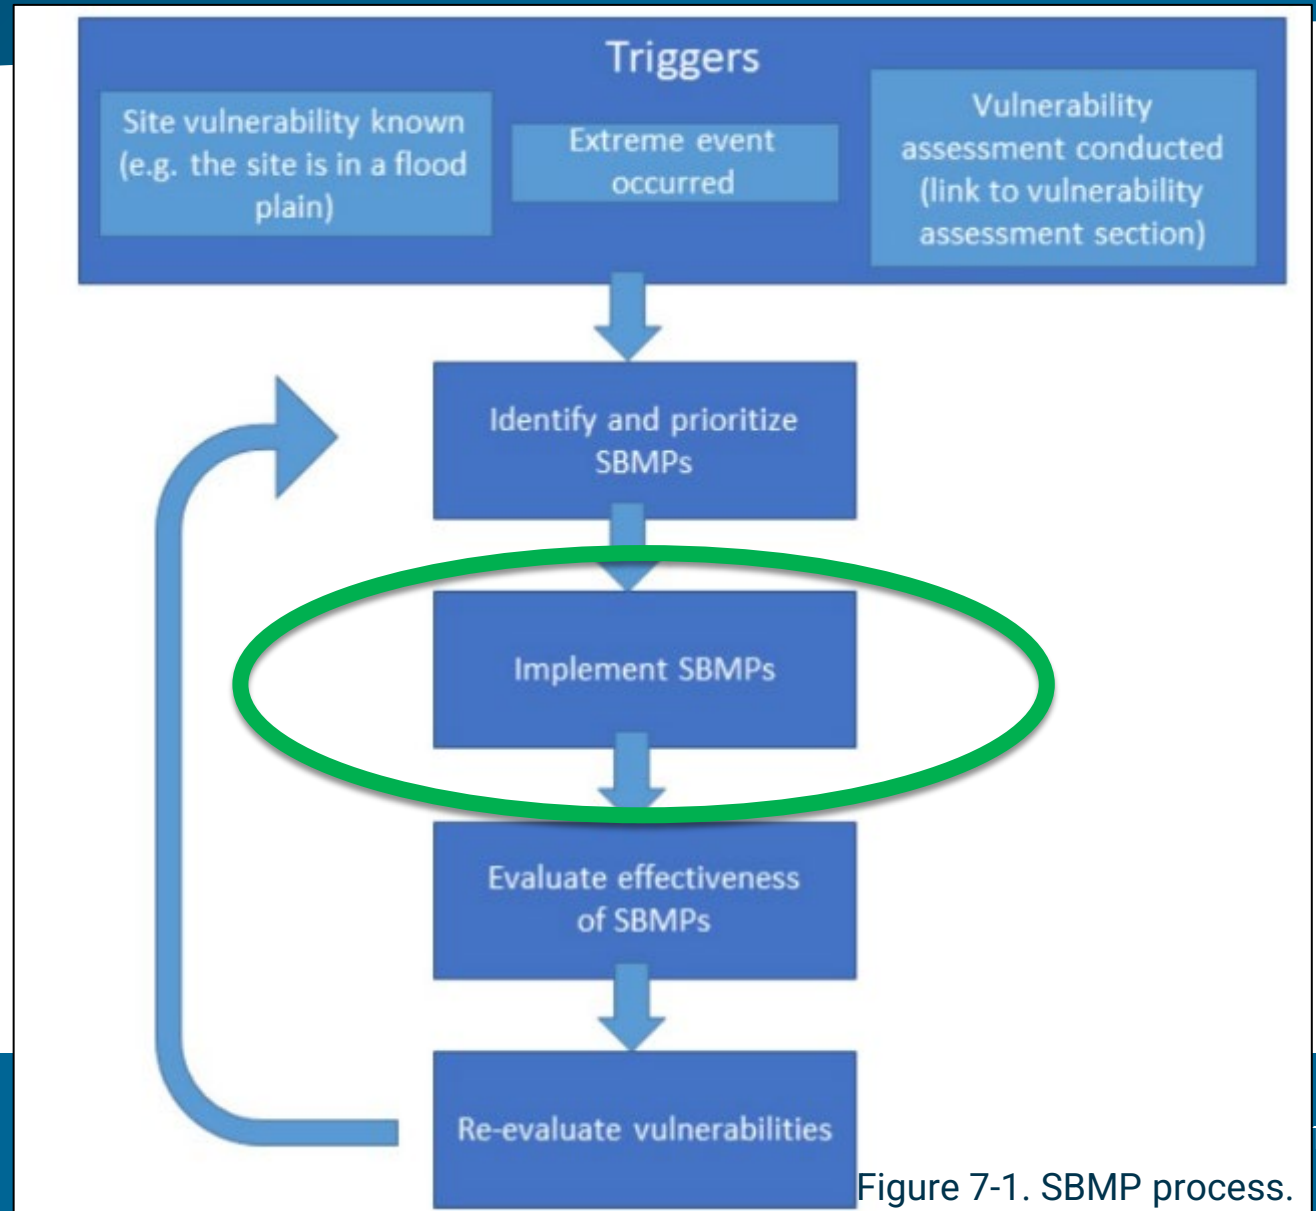 Triggers
Site vulnerability known
(e.g. the site is in a flood
plain)
Extreme event
occurred
Vulnerability
assessment conducted
(link to vulnerability
assessment section)
Identify and prioritize
SBMPs
Implement SBMPs
Evaluate effectiveness
of SBMPs
Re-evaluate vulnerabilities
Figure 7-1. SBMP process.